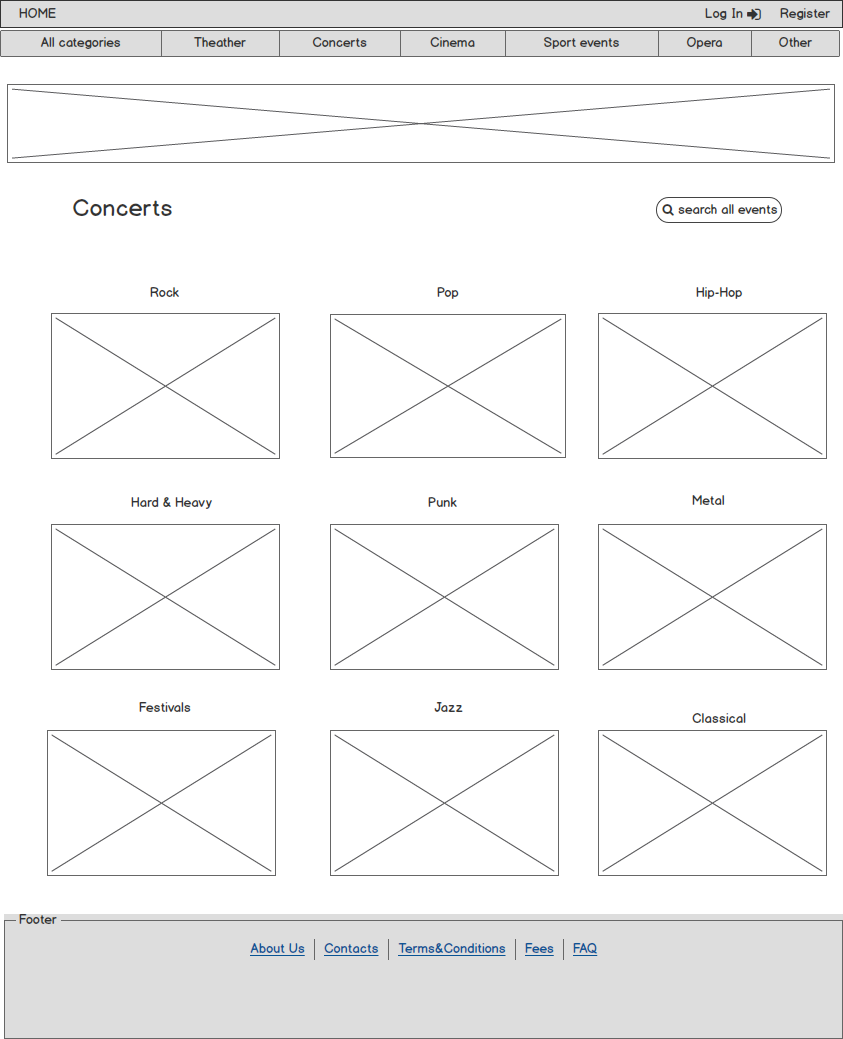 HOME Log In Register
All categories Theather Concerts Cinema Sport events Opera Other
Concerts search all events
Rock Pop Hip-Hop
Hard & Heavy Punk Metal
Festivals Jazz Classical
Footer
About Us Contacts Terms&Conditions Fees FAQ